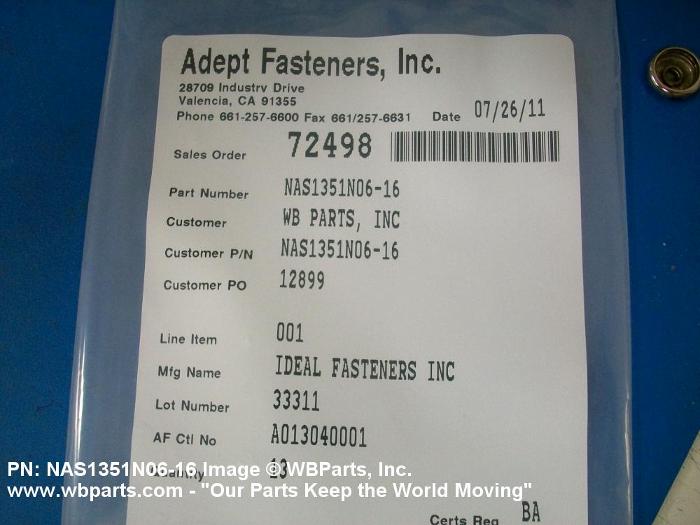 Adept Fasteners, Inc.
28709 Industry Drive
Valencia, CA 91355
Phone 661-257-6600 Fax 661/257-6631 Date 07/26/11
Sales Order 72498
Part Number NAS1351N06-16
Customer WB PARTS, INC
Customer P/N NAS1351N06-16
Customer PO 12899
Line Item 001
Mfg Name IDEAL FASTENERS INC
Lot Number 33311
AF Ctl No A013040001
PN: NAS1351N06-16 Image ©WBParts, Inc.
www.wbparts.com - "Our Parts Keep the World Moving"
Certs Req BA